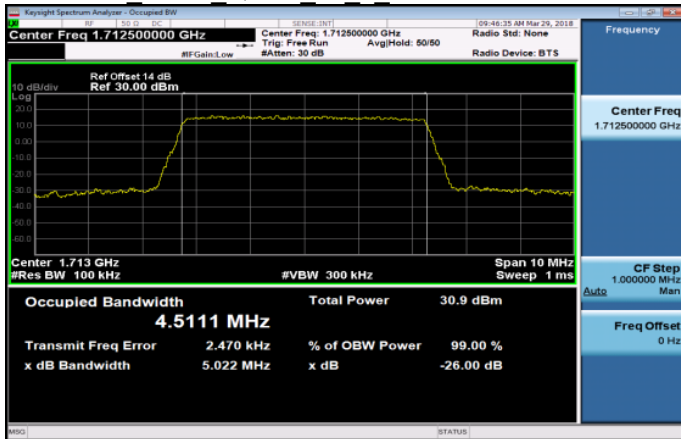 Keysight Spectrum Analyzer - Occupied BW
RF 50 Ω DC SENSE:INT 09:46:35 AM Mar 29, 2018
Center Freq 1.712500000 GHz
Center Freq: 1.712500000 GHz
Radio Std: None
Trig: Free Run Avg|Hold: 50/50
#IFGain:Low #Atten: 30 dB Radio Device: BTS
Frequency
Ref Offset 14 dB
10 dB/div Ref 30.00 dBm
Log
20.0
10.0
0.00
-10.0
-20.0
-30.0
-40.0
-50.0
-60.0
Center Freq
1.712500000 GHz
Center 1.713 GHz Span 10 MHz
#Res BW 100 kHz #VBW 300 kHz Sweep 1 ms
CF Step
1.000000 MHz
Auto Man
Occupied Bandwidth Total Power 30.9 dBm
4.5111 MHz
Transmit Freq Error 2.470 kHz % of OBW Power 99.00 %
x dB Bandwidth 5.022 MHz x dB -26.00 dB
Freq Offset
0 Hz
MSG STATUS